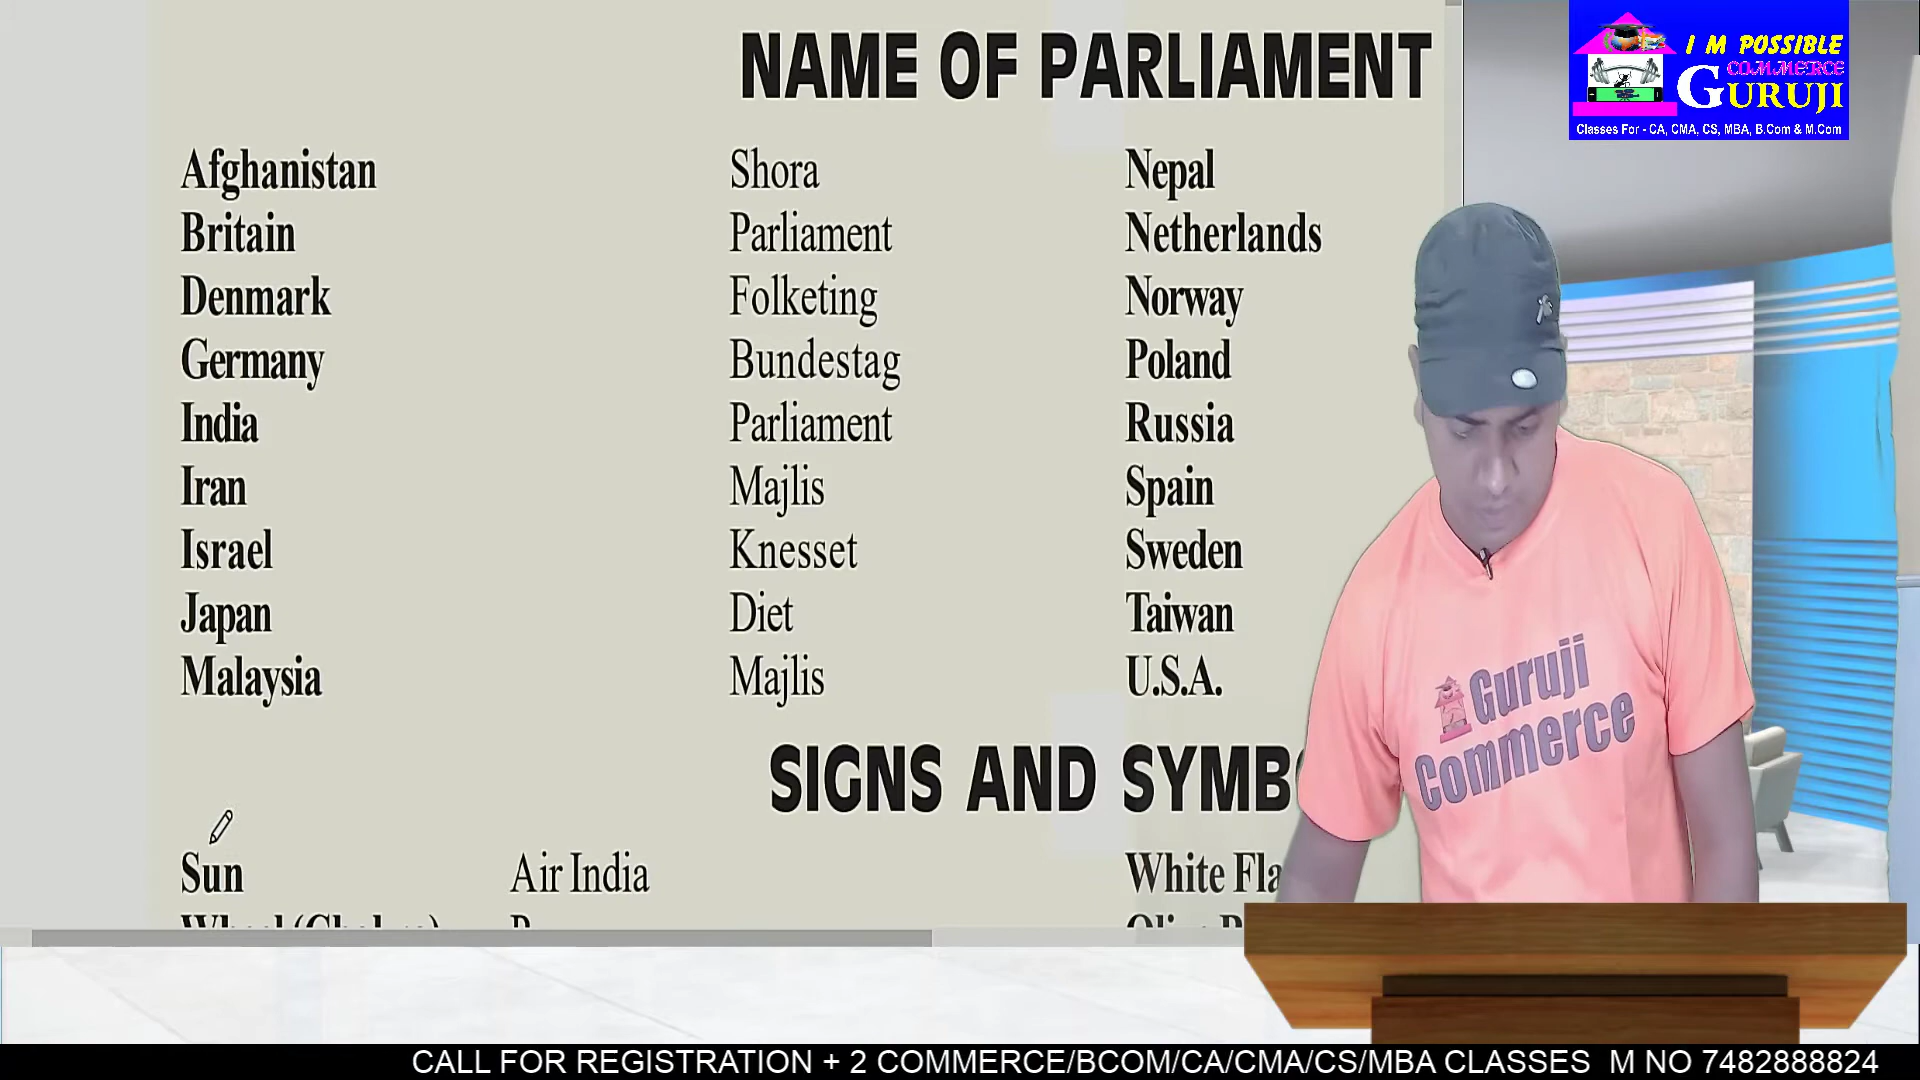 NAME OF PARLIAMENT
I M POSSIBLE
COMMERCE
GURUJI
Classes For - CA, CMA, CS, MBA, B.Com & M.Com
Afghanistan Shora Nepal
Britain Parliament Netherlands
Denmark Folketing Norway
Germany Bundestag Poland
India Parliament Russia
Iran Majlis Spain
Israel Knesset Sweden
Japan Diet Taiwan
Malaysia Majlis U.S.A.
Guruji
Commerce
SIGNS AND
Sun Air India White
CALL FOR REGISTRATION + 2 COMMERCE/BCOM/CA/CMA/CS/MBA CLASSES M NO 7482888824